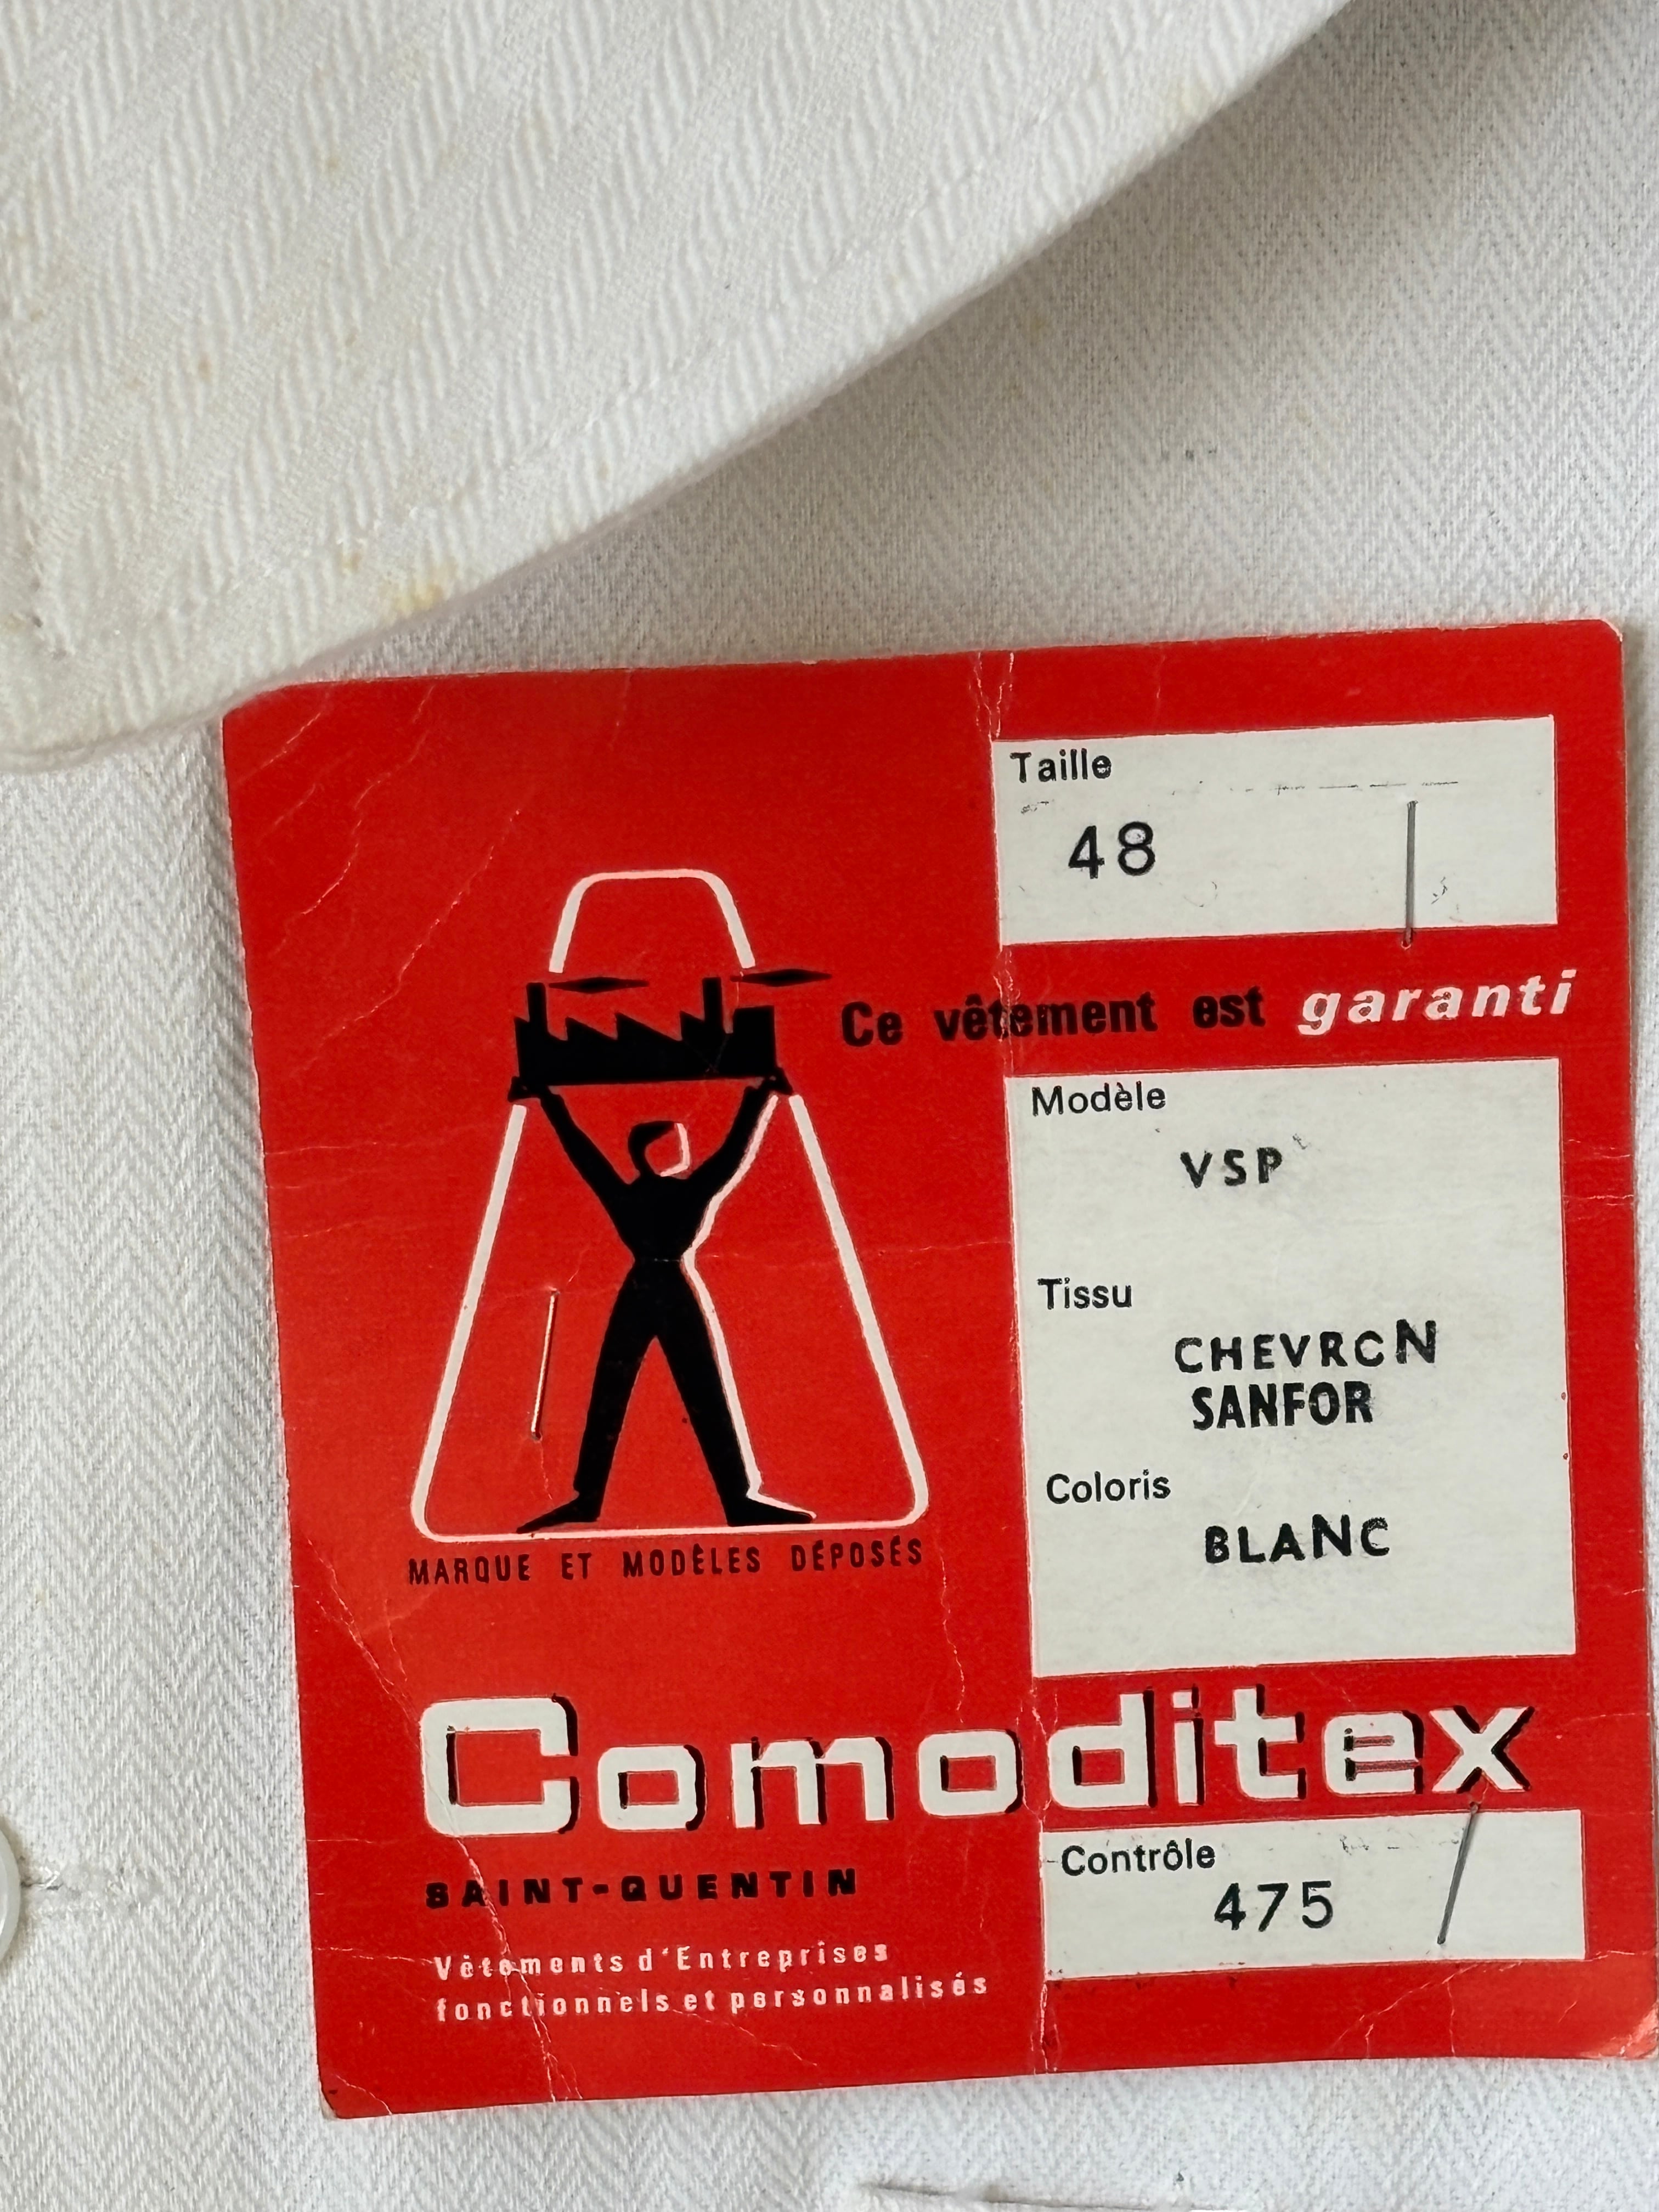 Taille
48
Ce vêtement est garanti
Modèle
VSP
Tissu
CHEVRON
SANFOR
Coloris
BLANC
MARQUE ET MODÈLES DÉPOSÉS
Comoditex
SAINT-QUENTIN
Contrôle
475
Vêtements d'Entreprises
fonctionnels et personnalisés